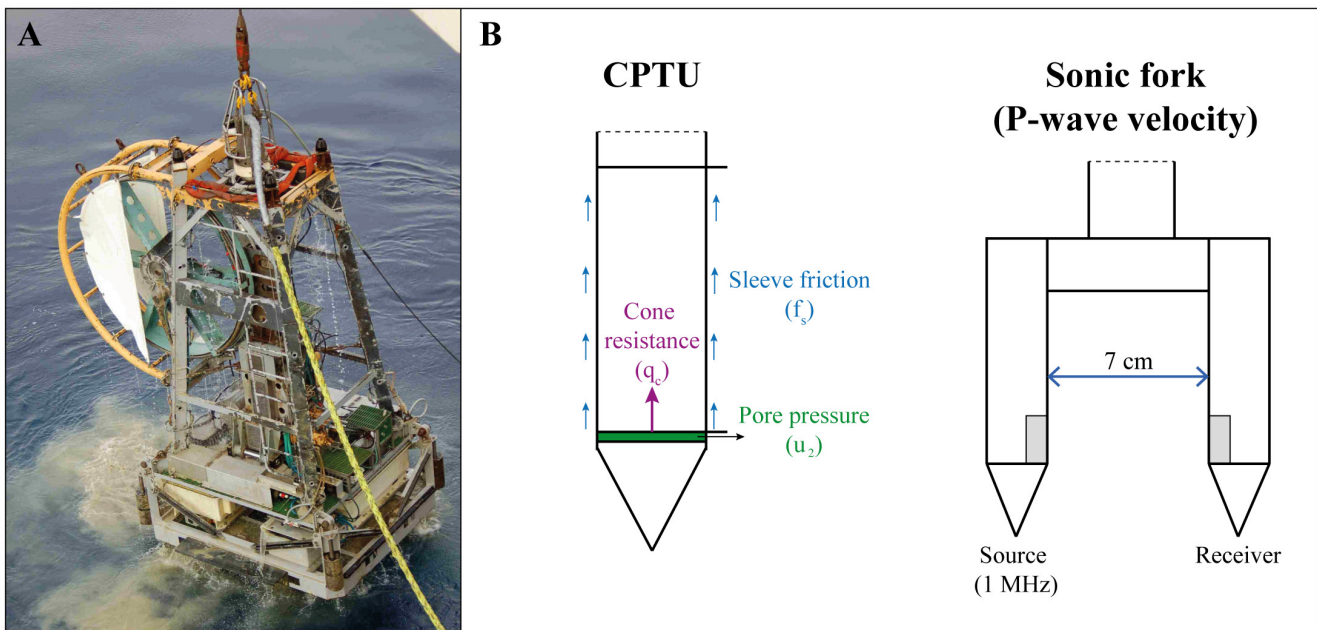 A
B
CPTU
Sleeve friction
(fₛ)
Cone
resistance
(q꜀)
Pore pressure
(u₂)
Sonic fork
(P-wave velocity)
7 cm
Source
(1 MHz)
Receiver